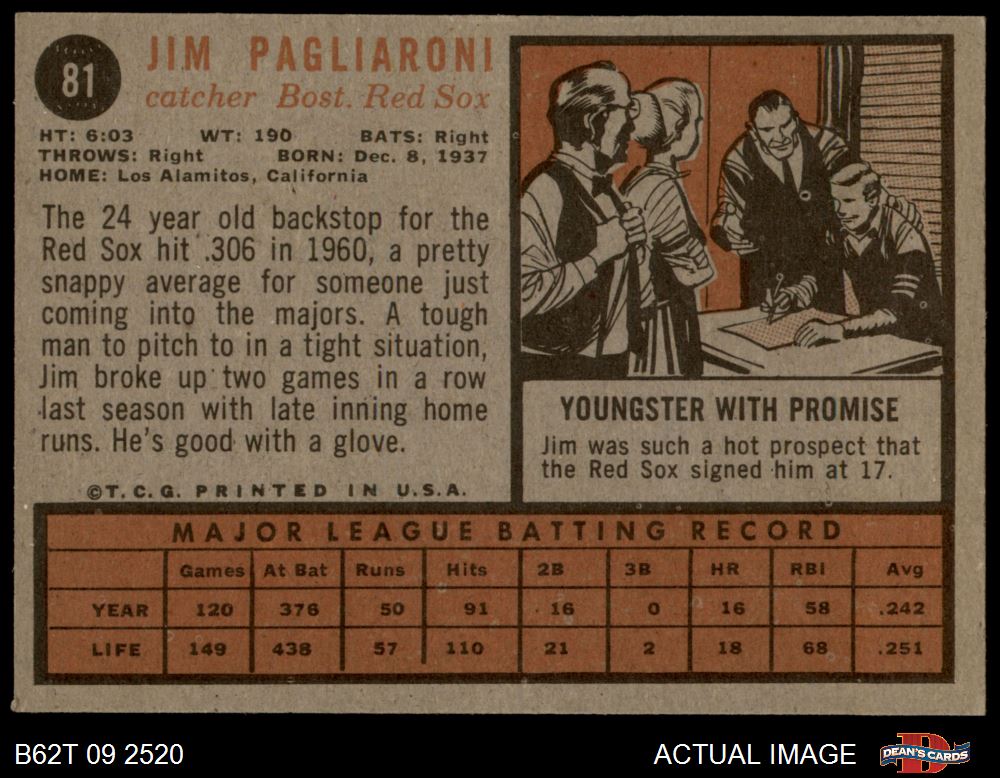 81
JIM PAGLIARONI
catcher Bost. Red Sox
HT: 6:03 WT: 190 BATS: Right
THROWS: Right BORN: Dec. 8, 1937
HOME: Los Alamitos, California
The 24 year old backstop for the
Red Sox hit .306 in 1960, a pretty
snappy average for someone just
coming into the majors. A tough
man to pitch to in a tight situation,
Jim broke up two games in a row
last season with late inning home
runs. He's good with a glove.
©T.C.G. PRINTED IN U.S.A.
YOUNGSTER WITH PROMISE
Jim was such a hot prospect that
the Red Sox signed him at 17.
MAJOR LEAGUE BATTING RECORD
Games At Bat Runs Hits 2B 3B HR RBI Avg
YEAR 120 376 50 91 16 0 16 58 .242
LIFE 149 438 57 110 21 2 18 68 .251
B62T 09 2520
ACTUAL IMAGE
DEAN'S CARDS